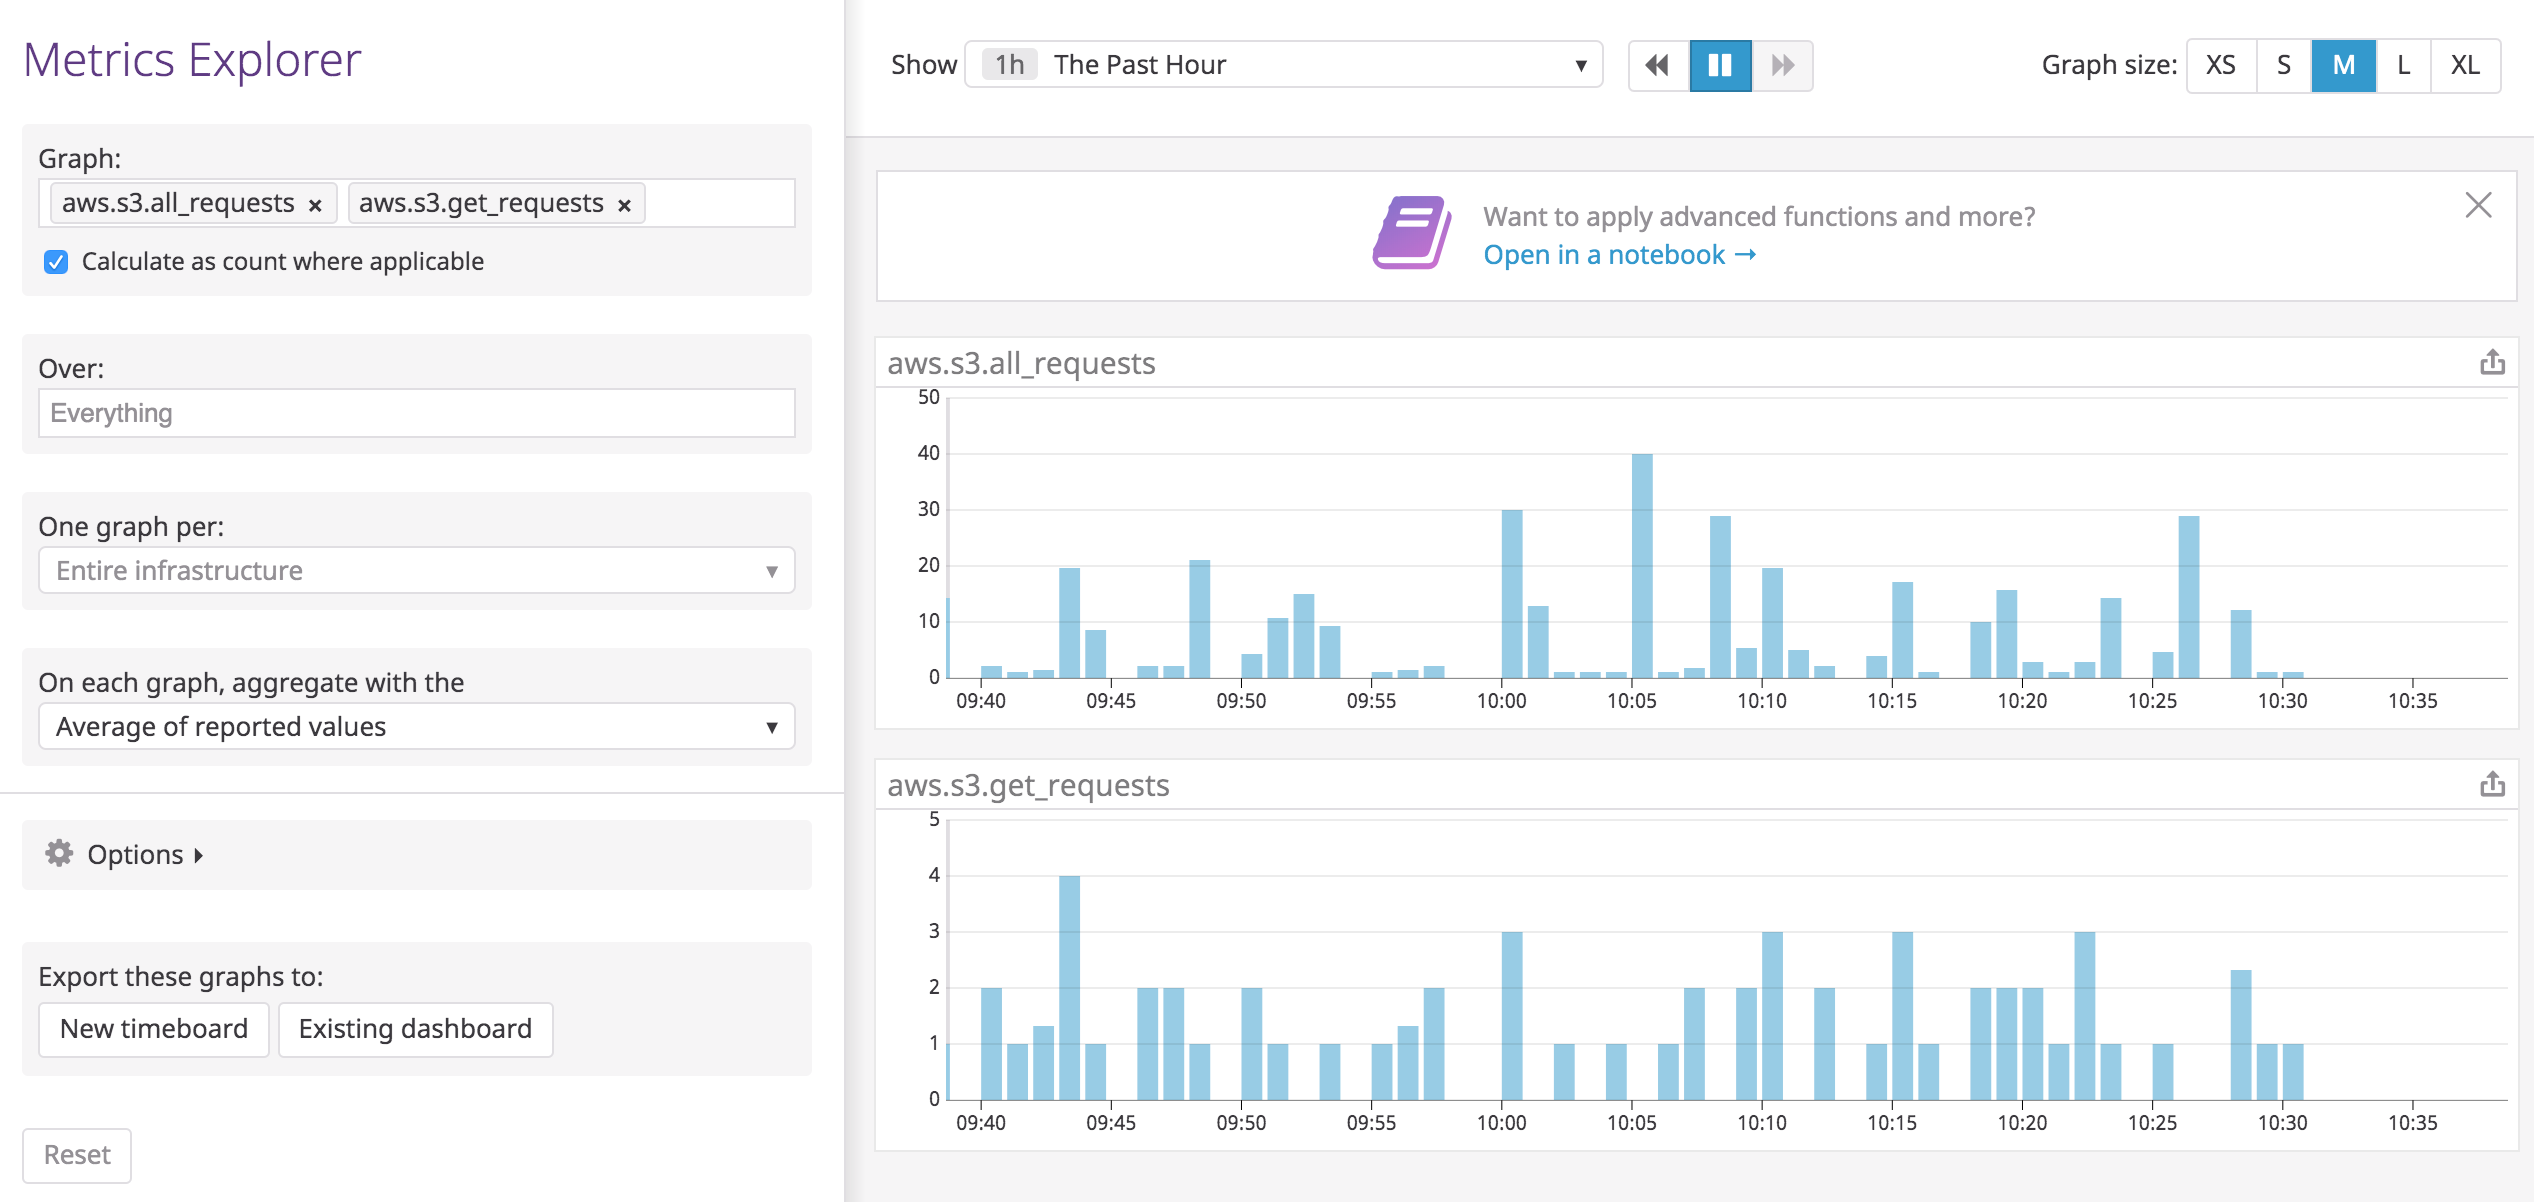 Metrics Explorer
Graph:
aws.s3.all_requests × aws.s3.get_requests ×
Calculate as count where applicable
Over:
Everything
One graph per:
Entire infrastructure
On each graph, aggregate with the
Average of reported values
Options
Export these graphs to:
New timeboard Existing dashboard
Reset
Show 1h The Past Hour
Graph size: XS S M L XL
Want to apply advanced functions and more?
Open in a notebook →
aws.s3.all_requests
50
40
30
20
10
0
09:40 09:45 09:50 09:55 10:00 10:05 10:10 10:15 10:20 10:25 10:30 10:35
aws.s3.get_requests
5
4
3
2
1
0
09:40 09:45 09:50 09:55 10:00 10:05 10:10 10:15 10:20 10:25 10:30 10:35